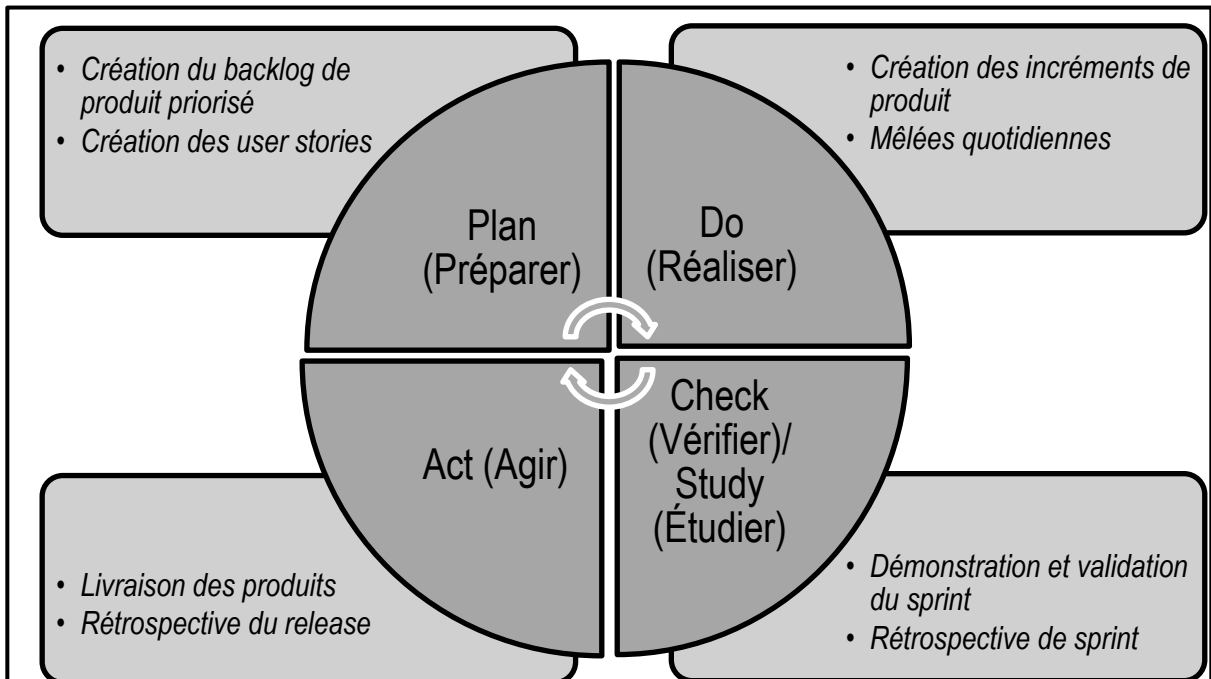 • Création du backlog de
produit priorisé
• Création des user stories
• Création des incréments de
produit
• Mêlées quotidiennes
Plan
(Préparer)
Do
(Réaliser)
Act (Agir)
Check
(Vérifier)/
Study
(Étudier)
• Livraison des produits
• Rétrospective du release
• Démonstration et validation
du sprint
• Rétrospective de sprint